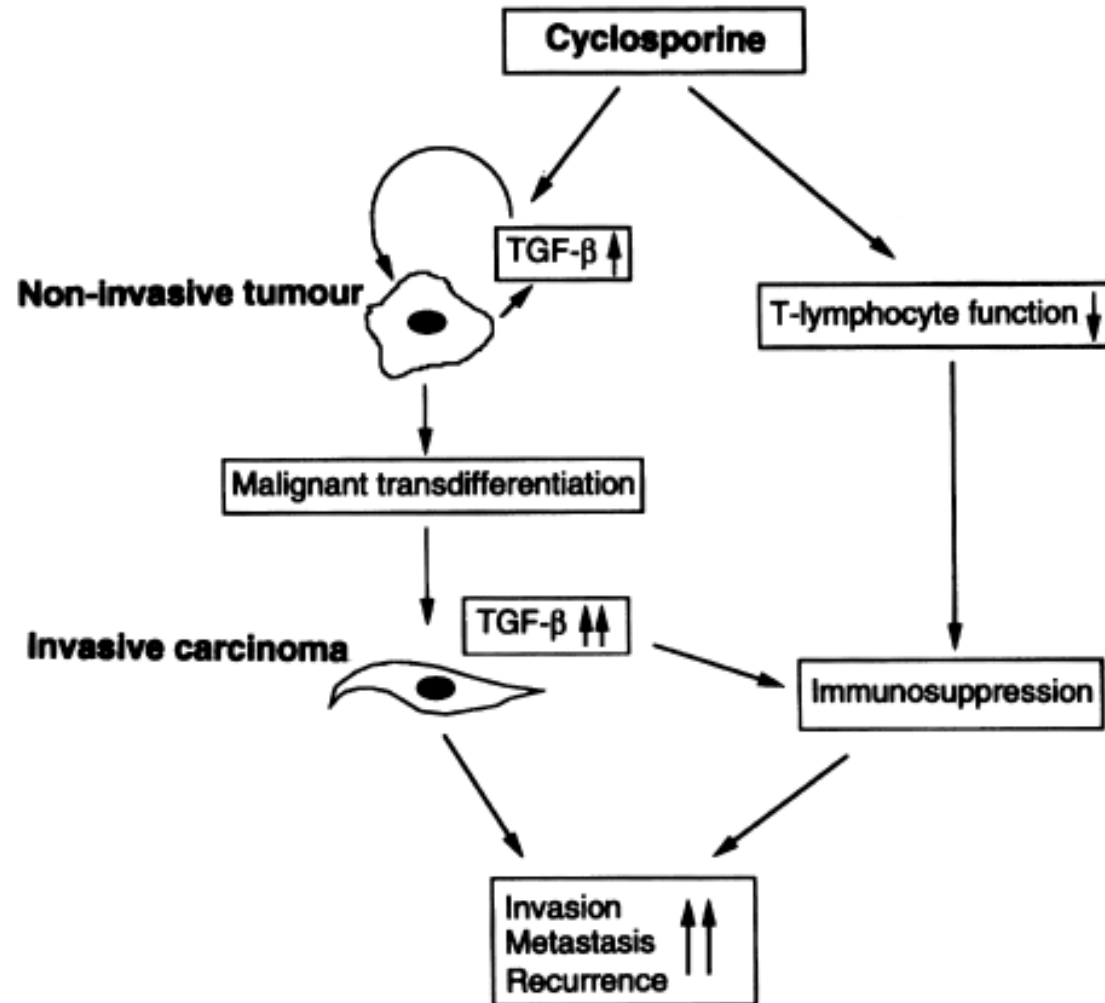 Cyclosporine
TGF-β ↑
Non-invasive tumour
T-lymphocyte function ↓
Malignant transdifferentiation
TGF-β ↑↑
Invasive carcinoma
Immunosuppression
Invasion
Metastasis ↑↑
Recurrence